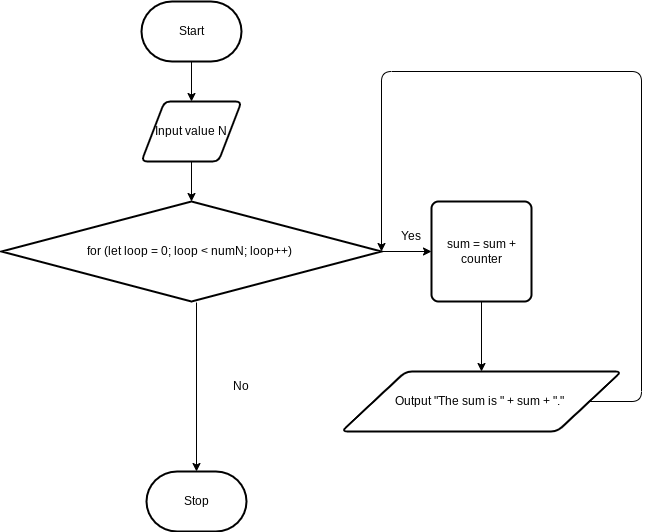 Start
Input value N
for (let loop = 0; loop < numN; loop++)
Yes
sum = sum +
counter
No
Output "The sum is " + sum + "."
Stop